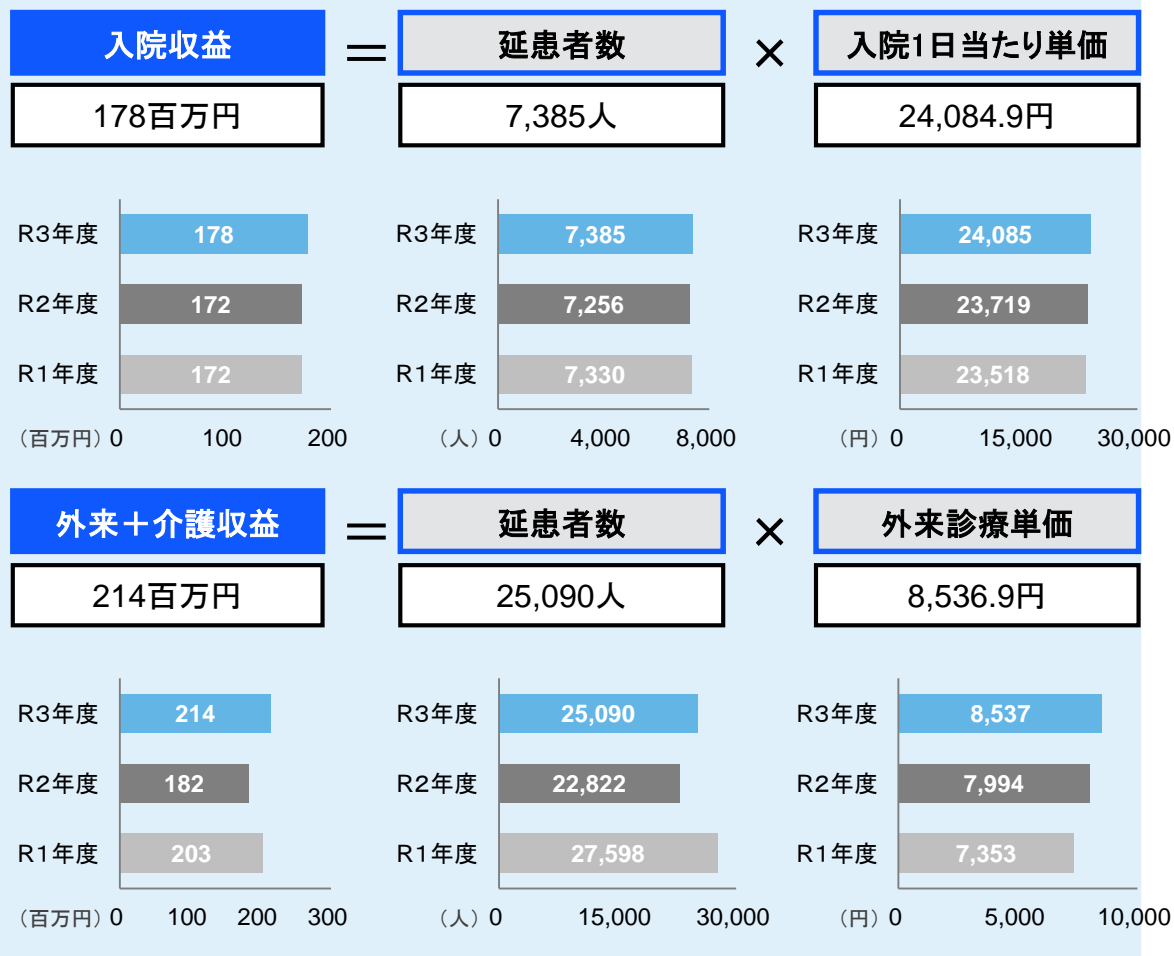 入院収益 ＝ 延患者数 × 入院1日当たり単価
178百万円 7,385人 24,084.9円
R3年度 178 R3年度 7,385 R3年度 24,085
R2年度 172 R2年度 7,256 R2年度 23,719
R1年度 172 R1年度 7,330 R1年度 23,518
（百万円） 0 100 200 （人） 0 4,000 8,000 （円） 0 15,000 30,000
外来＋介護収益 ＝ 延患者数 × 外来診療単価
214百万円 25,090人 8,536.9円
R3年度 214 R3年度 25,090 R3年度 8,537
R2年度 182 R2年度 22,822 R2年度 7,994
R1年度 203 R1年度 27,598 R1年度 7,353
（百万円） 0 100 200 300 （人） 0 15,000 30,000 （円） 0 5,000 10,000